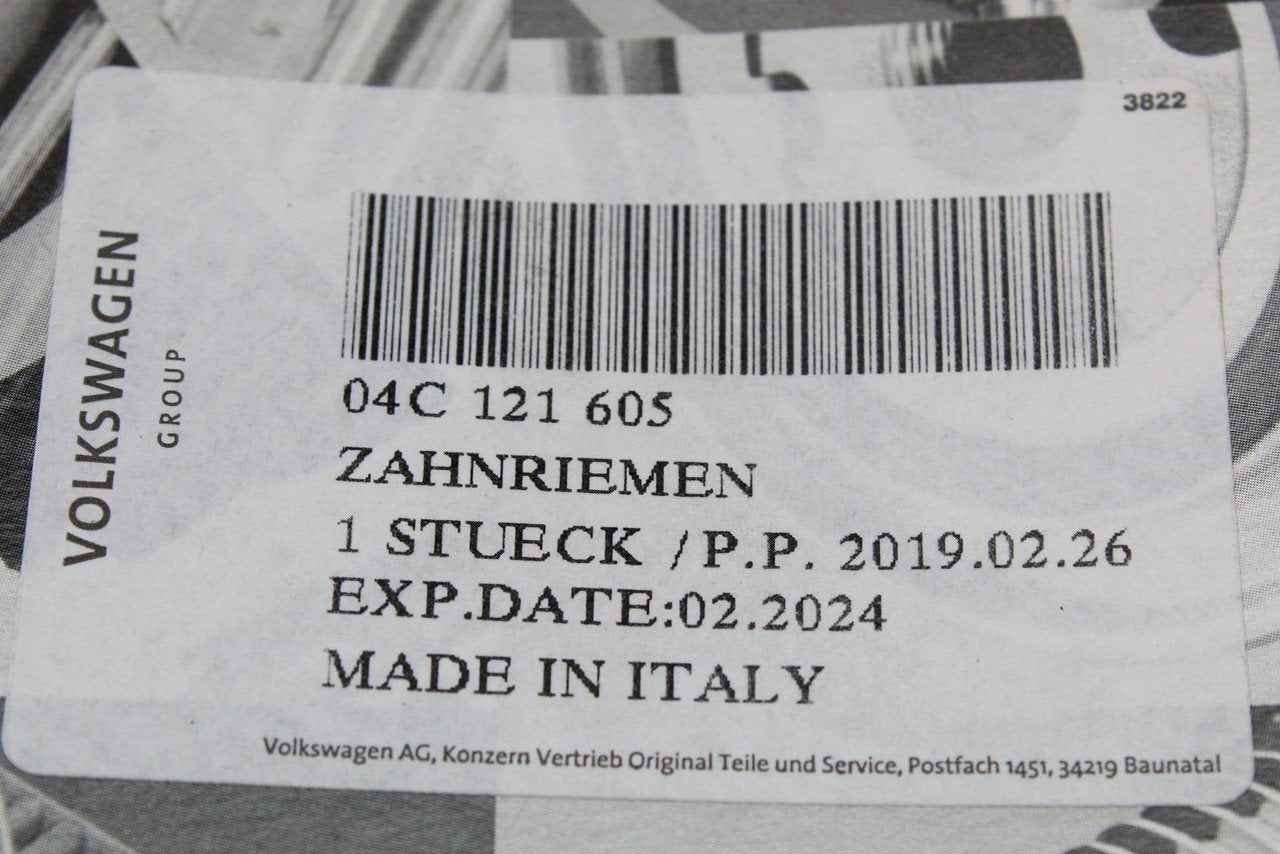 3822
VOLKSWAGEN
GROUP
04C 121 605
ZAHNRIEMEN
1 STUECK /P.P. 2019.02.26
EXP.DATE:02.2024
MADE IN ITALY
Volkswagen AG, Konzern Vertrieb Original Teile und Service, Postfach 1451, 34219 Baunatal